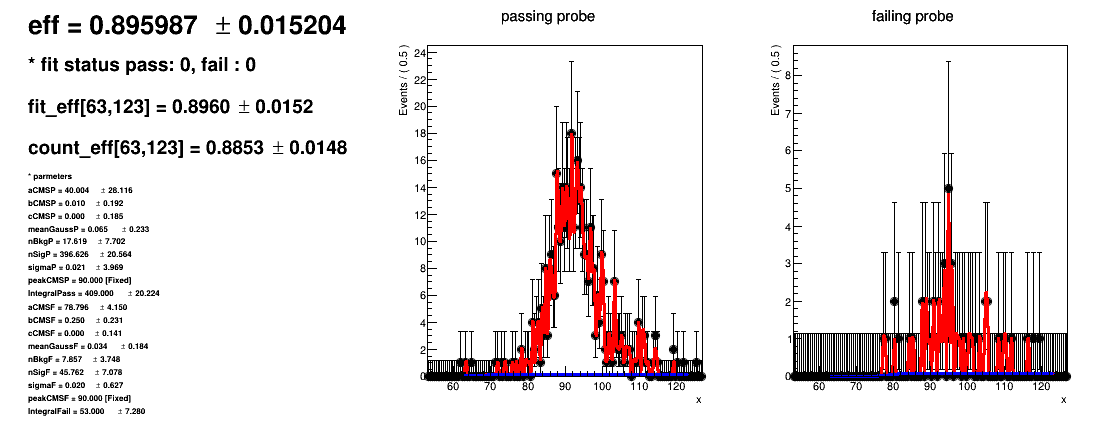 eff = 0.895987 ± 0.015204
* fit status pass: 0, fail : 0
fit_eff[63,123] = 0.8960 ± 0.0152
count_eff[63,123] = 0.8853 ± 0.0148
* parmeters
aCMSP = 40.004 ± 28.116
bCMSP = 0.010 ± 0.192
cCMSP = 0.000 ± 0.185
meanGaussP = 0.065 ± 0.233
nBkgP = 17.619 ± 7.702
nSigP = 396.626 ± 20.564
sigmaP = 0.021 ± 3.969
peakCMSP = 90.000 [Fixed]
IntegralPass = 409.000 ± 20.224
aCMSF = 78.796 ± 4.150
bCMSF = 0.250 ± 0.231
cCMSF = 0.000 ± 0.141
meanGaussF = 0.034 ± 0.184
nBkgF = 7.857 ± 3.748
nSigF = 45.762 ± 7.078
sigmaF = 0.020 ± 0.627
peakCMSF = 90.000 [Fixed]
IntegralFail = 53.000 ± 7.280
passing probe
Events / ( 0.5 )
24
22
20
18
16
14
12
10
8
6
4
2
0
60 70 80 90 100 110 120
x
failing probe
Events / ( 0.5 )
8
7
6
5
4
3
2
1
0
60 70 80 90 100 110 120
x